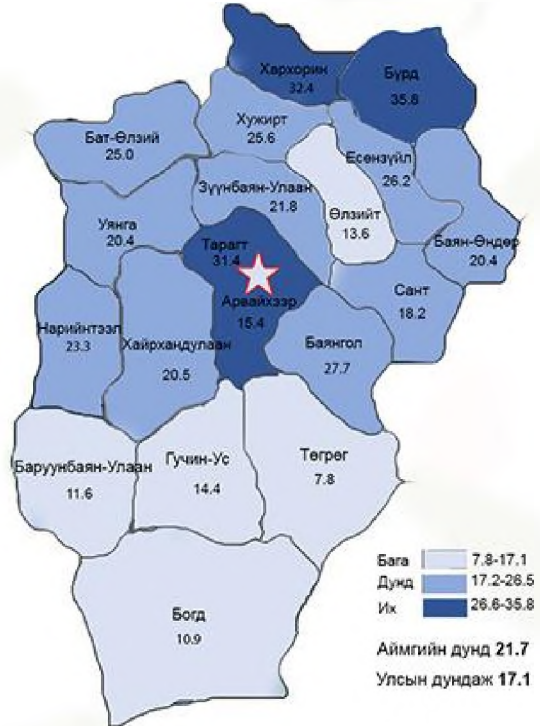 Хархорин
32.4
Бүрд
35.8
Хужирт
25.6
Бат-Өлзий
25.0
Есөнзүйл
26.2
Зүүнбаян-Улаан
21.8
Өлзийт
13.6
Уянга
20.4
Тарагт
31.4
Баян-Өндөр
20.4
Арвайхээр
15.4
Сант
18.2
Нарийнтээл
23.3
Хайрхандулаан
20.5
Баянгол
27.7
Баруунбаян-Улаан
11.6
Гучин-Ус
14.4
Төгрөг
7.8
Богд
10.9
Бага 7.8-17.1
Дунд 17.2-26.5
Их 26.6-35.8
Аймгийн дунд 21.7
Улсын дундаж 17.1